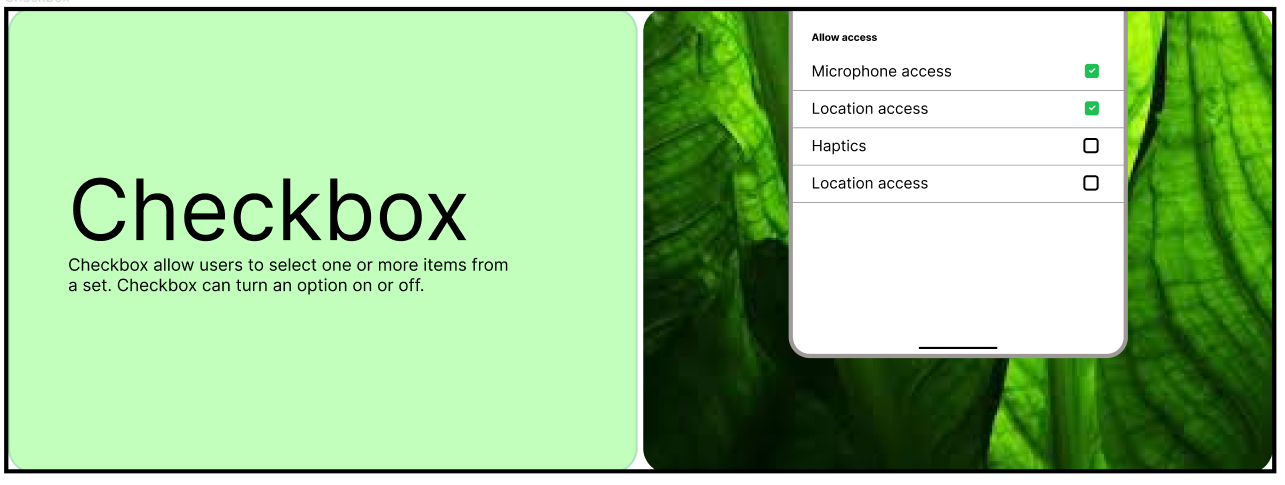 Checkbox
Checkbox allow users to select one or more items from
a set. Checkbox can turn an option on or off.
Allow access
Microphone access
Location access
Haptics
Location access